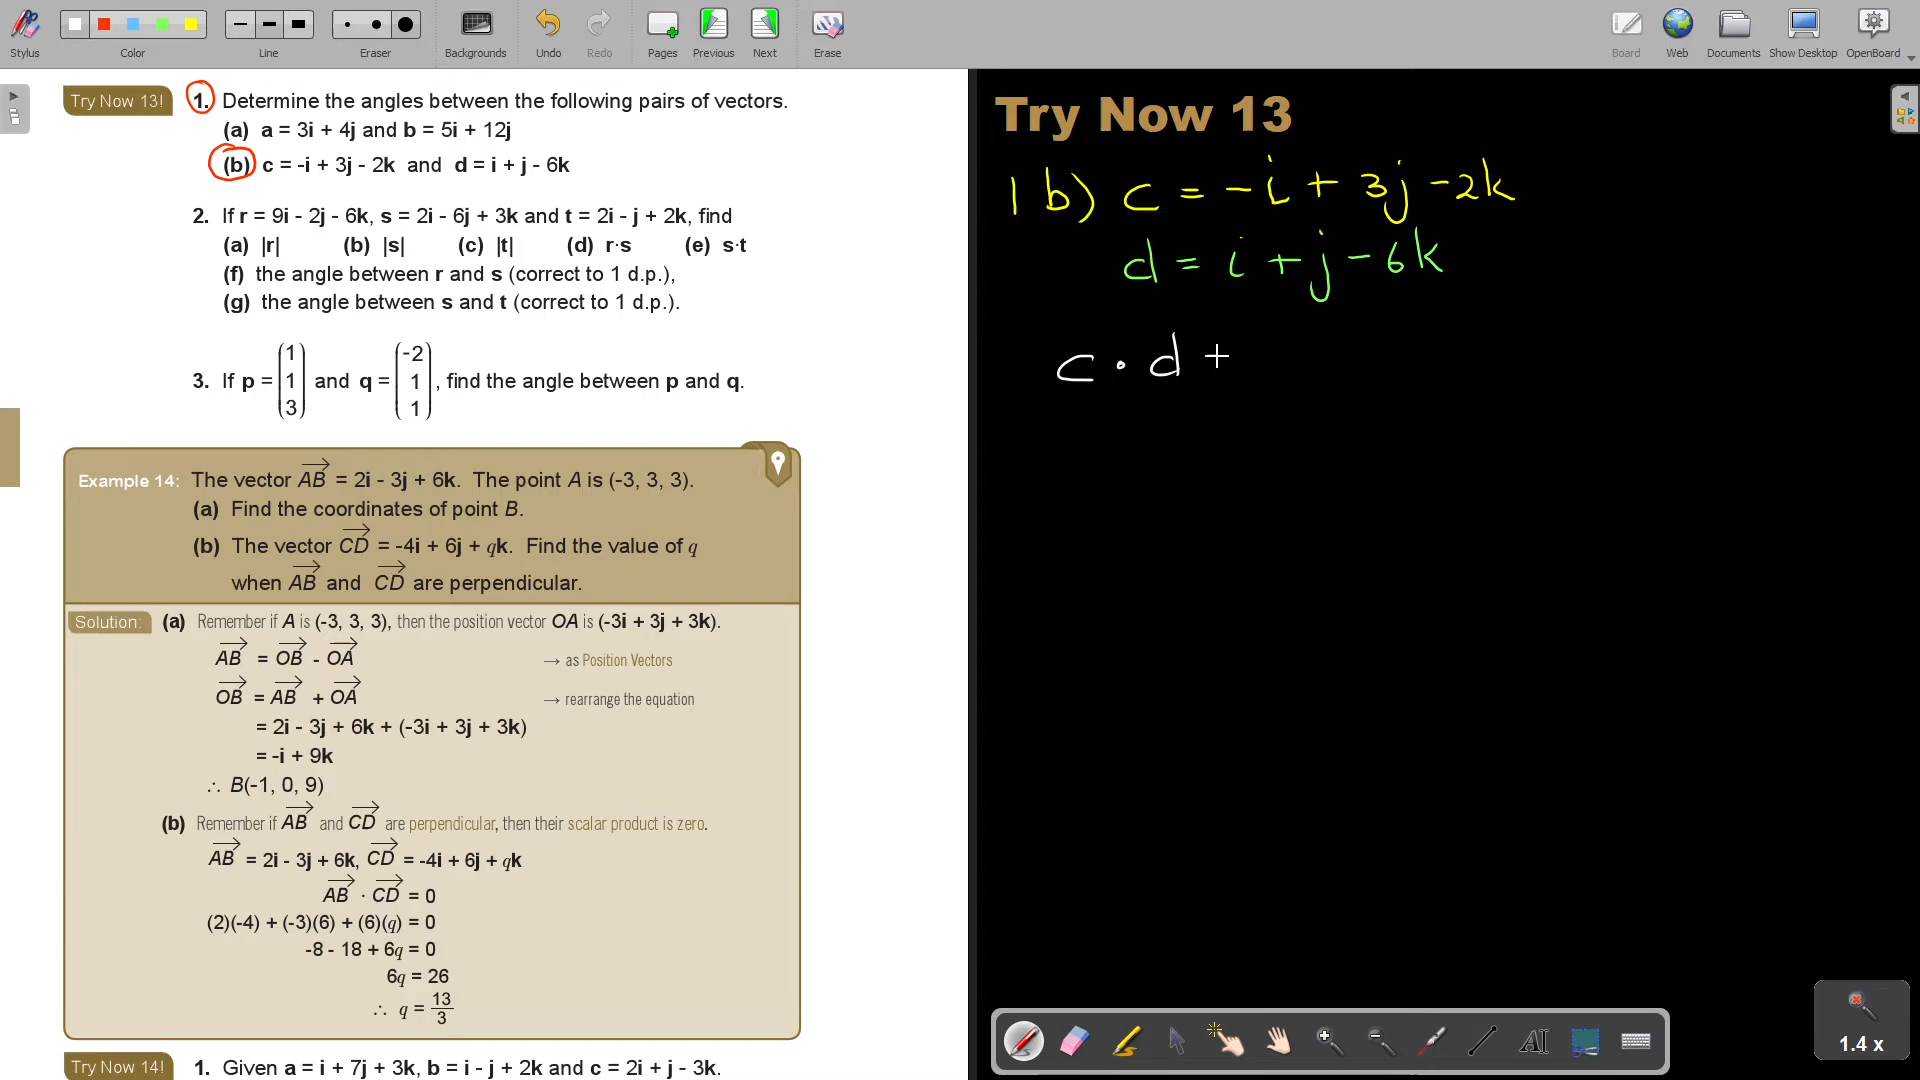 Stylus Color Line Eraser Backgrounds Undo Redo Pages Previous Next Erase Board Web Documents Show Desktop OpenBoard
Try Now 13! 1. Determine the angles between the following pairs of vectors.
(a) a = 3i + 4j and b = 5i + 12j
(b) c = -i + 3j - 2k and d = i + j - 6k
2. If r = 9i - 2j - 6k, s = 2i - 6j + 3k and t = 2i - j + 2k, find
(a) |r| (b) |s| (c) |t| (d) r·s (e) s·t
(f) the angle between r and s (correct to 1 d.p.),
(g) the angle between s and t (correct to 1 d.p.).
3. If p = (1 1 3) and q = (-2 1 1), find the angle between p and q.
Example 14: The vector AB = 2i - 3j + 6k. The point A is (-3, 3, 3).
(a) Find the coordinates of point B.
(b) The vector CD = -4i + 6j + qk. Find the value of q
when AB and CD are perpendicular.
Solution: (a) Remember if A is (-3, 3, 3), then the position vector OA is (-3i + 3j + 3k).
AB = OB - OA → as Position Vectors
OB = AB + OA → rearrange the equation
= 2i - 3j + 6k + (-3i + 3j + 3k)
= -i + 9k
∴ B(-1, 0, 9)
(b) Remember if AB and CD are perpendicular, then their scalar product is zero.
AB = 2i - 3j + 6k, CD = -4i + 6j + qk
AB · CD = 0
(2)(-4) + (-3)(6) + (6)(q) = 0
-8 - 18 + 6q = 0
6q = 26
∴ q = 13/3
Try Now 14! 1. Given a = i + 7j + 3k, b = i - j + 2k and c = 2i + j - 3k.
Try Now 13
1 b) c = -i + 3j - 2k
d = i + j - 6k
c · d
1.4 x